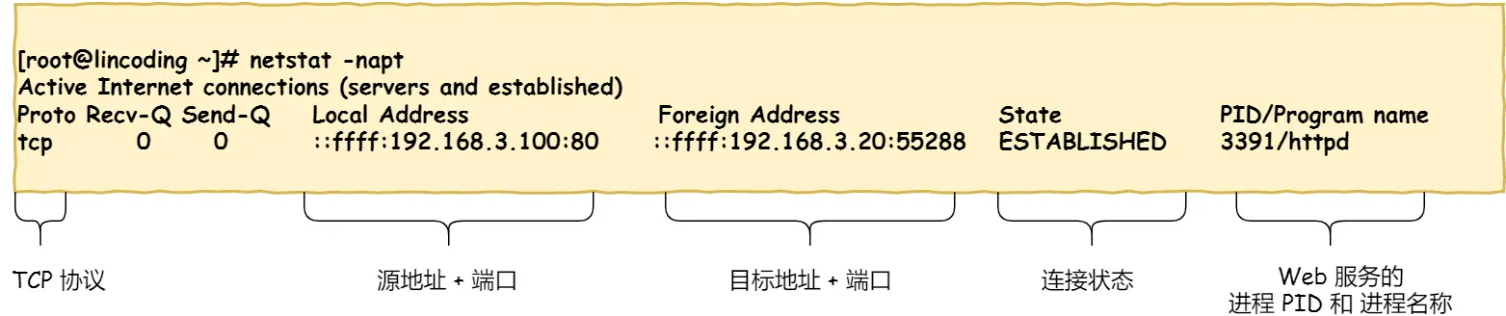 [root@lincoding ~]# netstat -napt
Active Internet connections (servers and established)
Proto Recv-Q Send-Q Local Address Foreign Address State PID/Program name
tcp 0 0 ::ffff:192.168.3.100:80 ::ffff:192.168.3.20:55288 ESTABLISHED 3391/httpd
TCP 协议 源地址 + 端口 目标地址 + 端口 连接状态 Web 服务的
进程 PID 和 进程名称